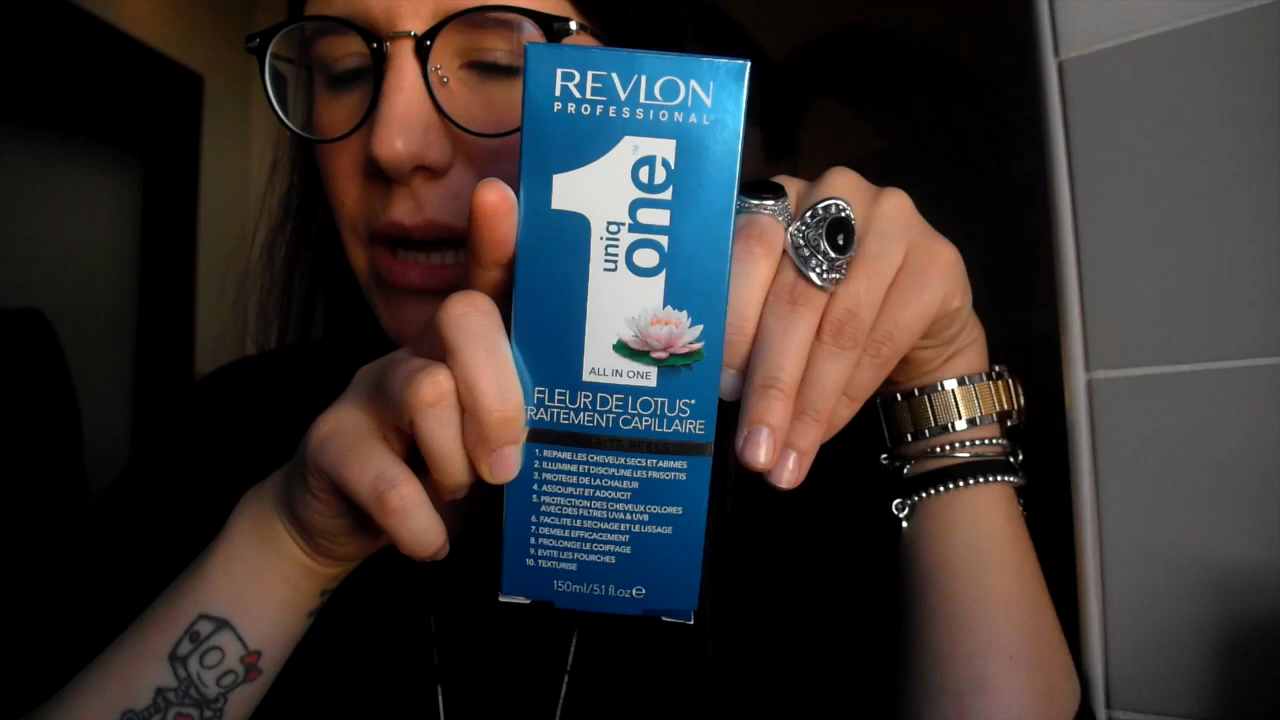 REVLON
PROFESSIONAL
uniq
one
™
ALL IN ONE
FLEUR DE LOTUS*
TRAITEMENT CAPILLAIRE
1. REPARE LES CHEVEUX SECS ET ABIMES
2. ILLUMINE ET DISCIPLINE LES FRISOTTIS
3. PROTEGE DE LA CHALEUR
4. ASSOUPLIT ET ADOUCIT
5. PROTECTION DES CHEVEUX COLORES
AVEC DES FILTRES UVA & UVB
6. FACILITE LE SECHAGE ET LE LISSAGE
7. DEMELE EFFICACEMENT
8. PROLONGE LE COIFFAGE
9. EVITE LES FOURCHES
10. TEXTURISE
150ml/5.1 fl.oz℮